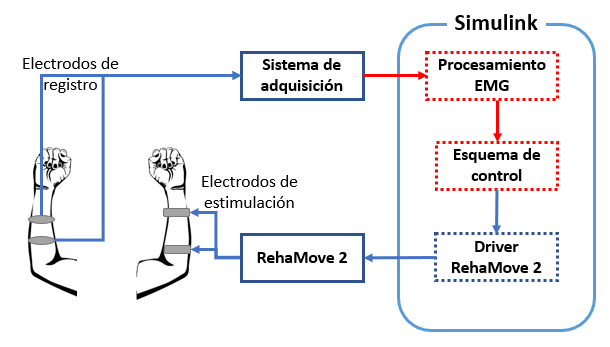 Simulink
Electrodos de
registro
Sistema de
adquisición
Procesamiento
EMG
Esquema de
control
Electrodos de
estimulación
RehaMove 2
Driver
RehaMove 2